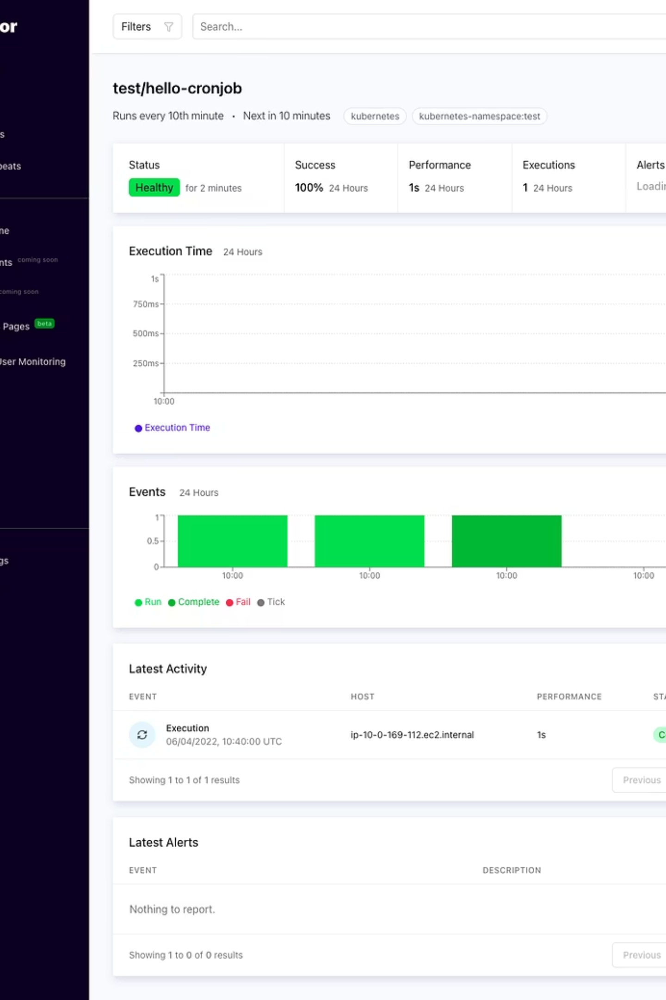 or
Filters Search...
test/hello-cronjob
Runs every 10th minute · Next in 10 minutes kubernetes kubernetes-namespace:test
s
beats
ne
nts coming soon
coming soon
Pages beta
User Monitoring
gs
Status Success Performance Executions Alerts
Healthy for 2 minutes 100% 24 Hours 1s 24 Hours 1 24 Hours Loadin
Execution Time 24 Hours
1s
750ms
500ms
250ms
10:00
Execution Time
Events 24 Hours
1
0.5
0
10:00 10:00 10:00 10:00
Run Complete Fail Tick
Latest Activity
EVENT HOST PERFORMANCE STA
Execution
06/04/2022, 10:40:00 UTC ip-10-0-169-112.ec2.internal 1s C
Showing 1 to 1 of 1 results Previous
Latest Alerts
EVENT DESCRIPTION
Nothing to report.
Showing 1 to 0 of 0 results Previous